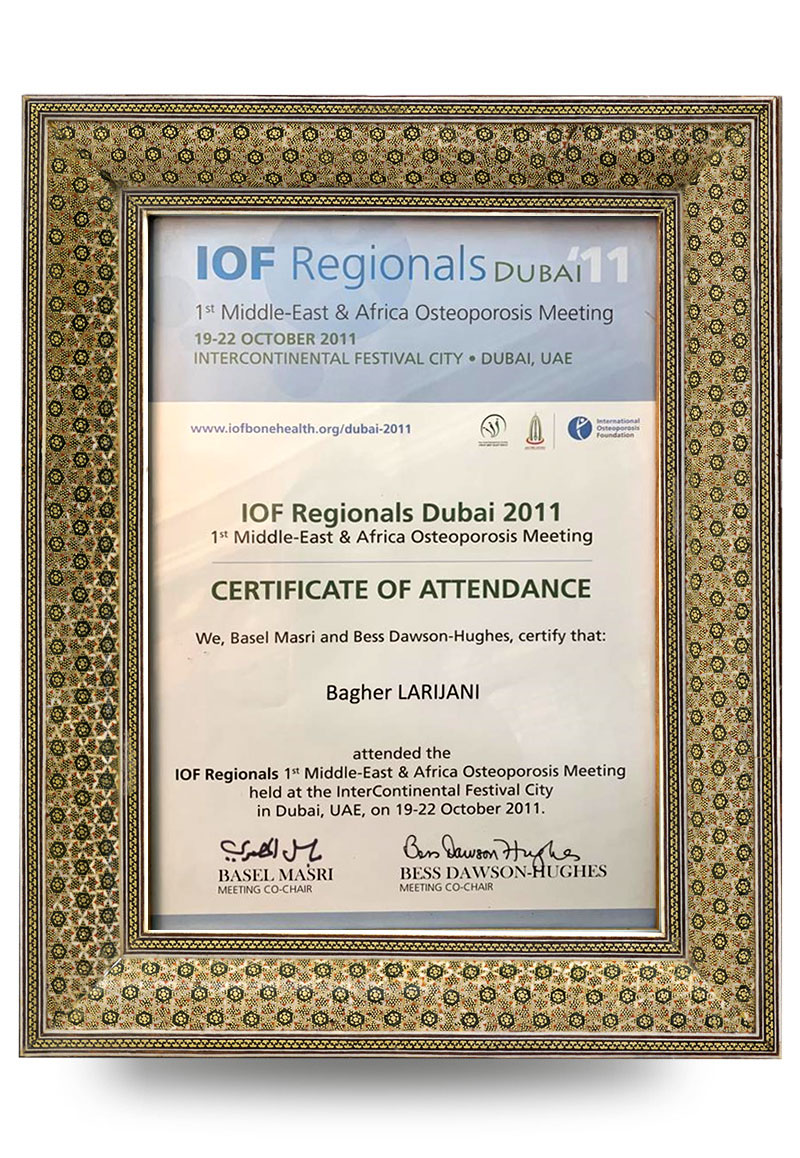 IOF Regionals DUBAI '11
1st Middle-East & Africa Osteoporosis Meeting
19-22 OCTOBER 2011
INTERCONTINENTAL FESTIVAL CITY • DUBAI, UAE
www.iofbonehealth.org/dubai-2011
International
Osteoporosis
Foundation
IOF Regionals Dubai 2011
1st Middle-East & Africa Osteoporosis Meeting
CERTIFICATE OF ATTENDANCE
We, Basel Masri and Bess Dawson-Hughes, certify that:
Bagher LARIJANI
attended the
IOF Regionals 1st Middle-East & Africa Osteoporosis Meeting
held at the InterContinental Festival City
in Dubai, UAE, on 19-22 October 2011.
Bess Dawson Hughes
BASEL MASRI
BESS DAWSON-HUGHES
MEETING CO-CHAIR
MEETING CO-CHAIR